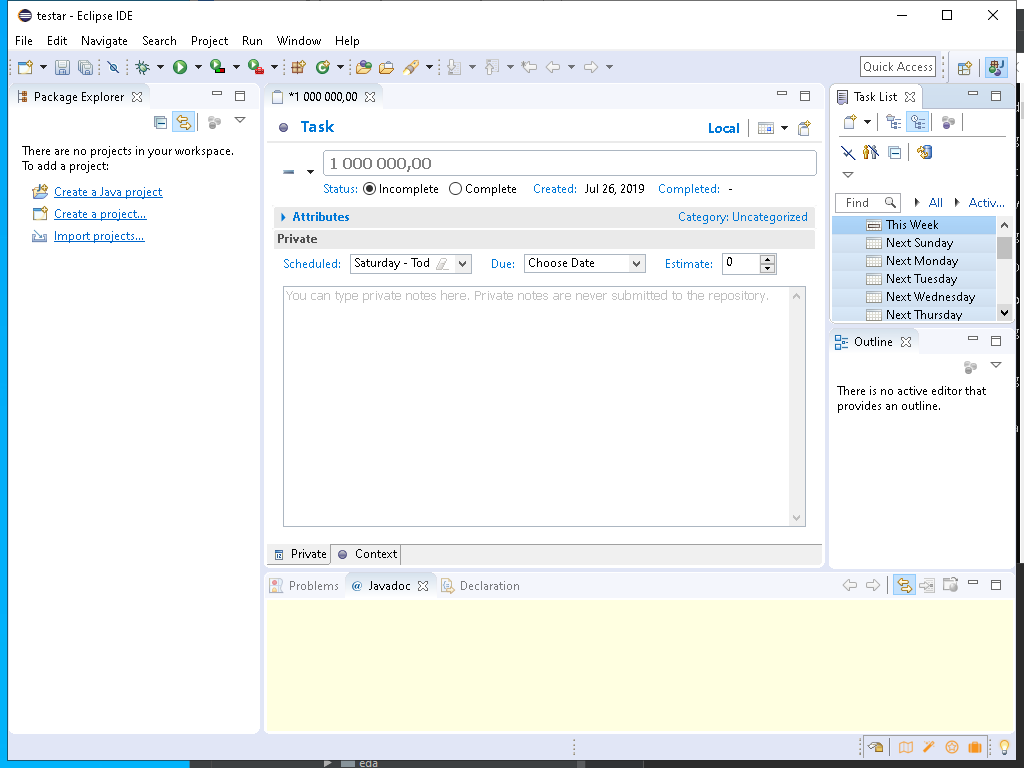 testar - Eclipse IDE
File Edit Navigate Search Project Run Window Help
Quick Access
Package Explorer
There are no projects in your workspace.
To add a project:
Create a Java project
Create a project...
Import projects...
*1 000 000,00
Task
Local
1 000 000,00
Status: Incomplete Complete Created: Jul 26, 2019 Completed: -
Attributes
Category: Uncategorized
Private
Scheduled: Saturday - Tod Due: Choose Date Estimate: 0
You can type private notes here. Private notes are never submitted to the repository.
Private Context
Task List
Find All Activ...
This Week
Next Sunday
Next Monday
Next Tuesday
Next Wednesday
Next Thursday
Outline
There is no active editor that
provides an outline.
Problems @ Javadoc Declaration
eda